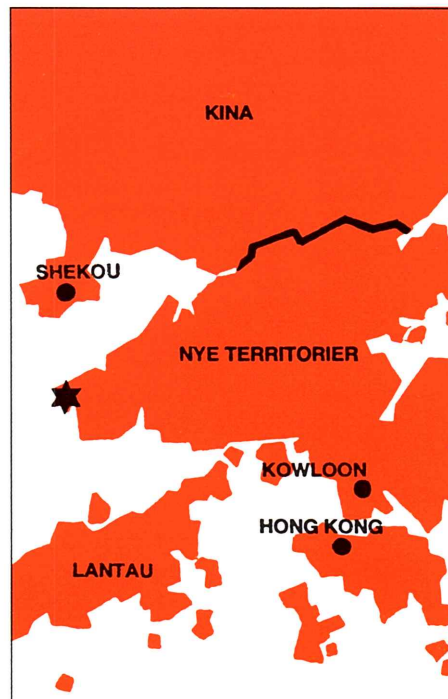 KINA
SHEKOU
NYE TERRITORIER
KOWLOON
HONG KONG
LANTAU